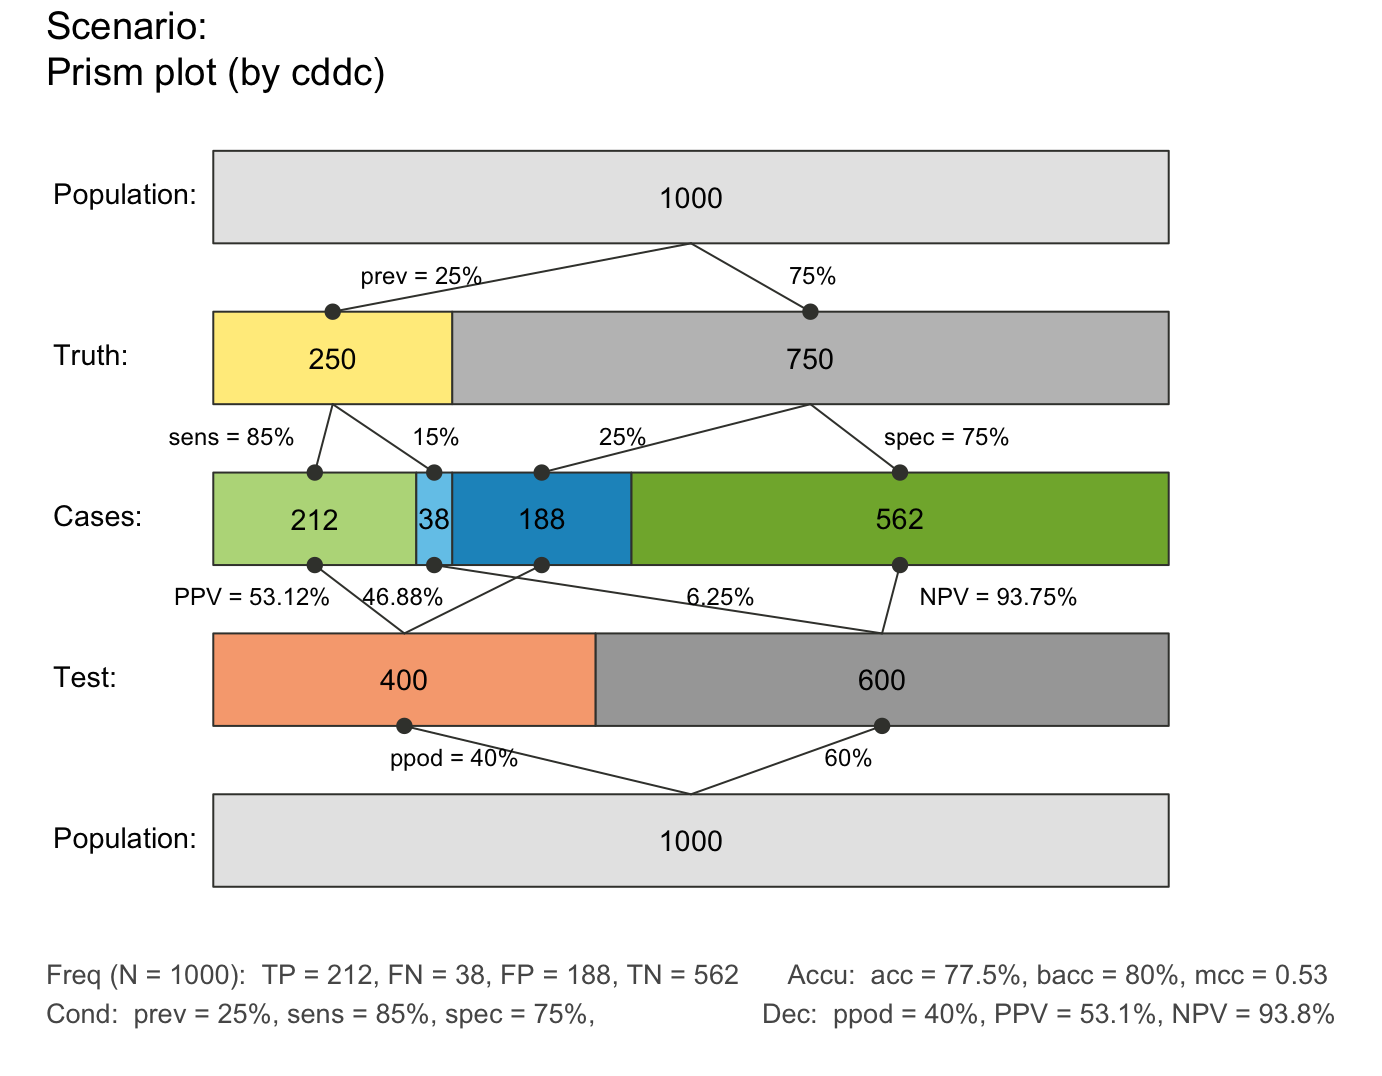 Scenario:
Prism plot (by cddc)
Population:
1000
prev = 25%
75%
Truth:
250
750
sens = 85%
15%
25%
spec = 75%
Cases:
212
38
188
562
PPV = 53.12%
46.88%
6.25%
NPV = 93.75%
Test:
400
600
ppod = 40%
60%
Population:
1000
Freq (N = 1000):  TP = 212, FN = 38, FP = 188, TN = 562
Accu:  acc = 77.5%, bacc = 80%, mcc = 0.53
Cond:  prev = 25%, sens = 85%, spec = 75%,
Dec:  ppod = 40%, PPV = 53.1%, NPV = 93.8%